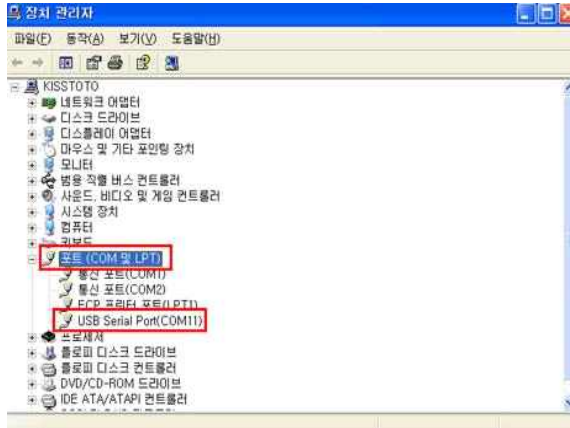 장치 관리자
파일(F) 동작(A) 보기(V) 도움말(H)
KISSTOTO
네트워크 어댑터
디스크 드라이브
디스플레이 어댑터
마우스 및 기타 포인팅 장치
모니터
범용 직렬 버스 컨트롤러
사운드, 비디오 및 게임 컨트롤러
시스템 장치
컴퓨터
키보드
포트 (COM 및 LPT)
통신 포트(COM1)
통신 포트(COM2)
ECP 프린터 포트(LPT1)
USB Serial Port(COM11)
프로세서
플로피 디스크 드라이브
플로피 디스크 컨트롤러
DVD/CD-ROM 드라이브
IDE ATA/ATAPI 컨트롤러